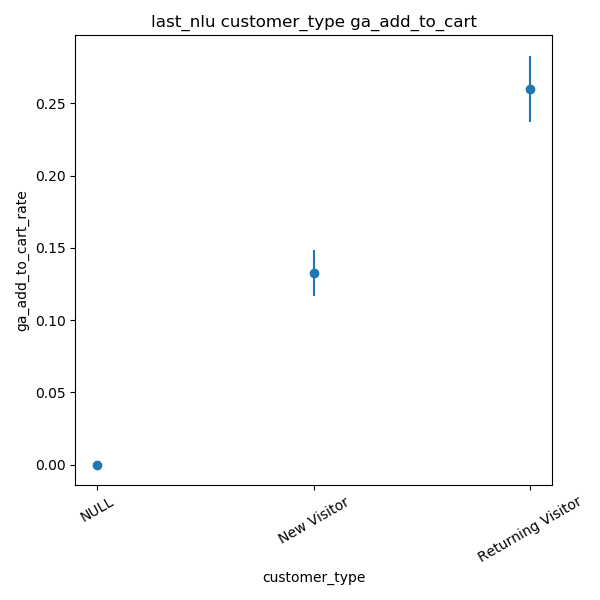 last_nlu customer_type ga_add_to_cart
ga_add_to_cart_rate
0.25
0.20
0.15
0.10
0.05
0.00
NULL
New Visitor
Returning Visitor
customer_type